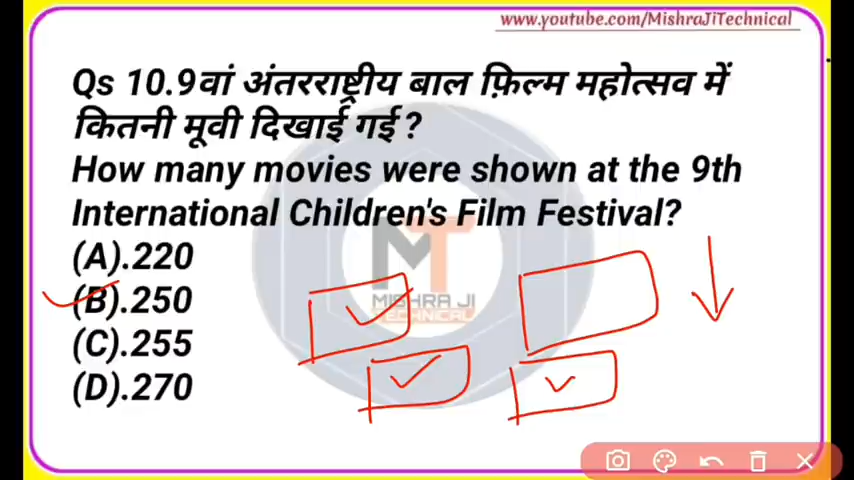 www.youtube.com/MishraJiTechnical
Qs 10.9वां अंतरराष्ट्रीय बाल फ़िल्म महोत्सव में
कितनी मूवी दिखाई गई ?
How many movies were shown at the 9th
International Children's Film Festival?
(A).220
(B).250
(C).255
(D).270
MT
MISHRA JI
TECHNICAL